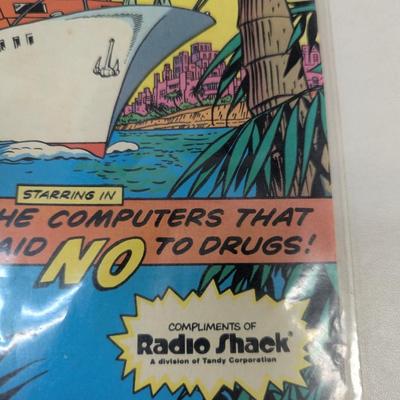 STARRING IN
HE COMPUTERS THAT
AID NO TO DRUGS!
COMPLIMENTS OF
Radio Shack®
A division of Tandy Corporation